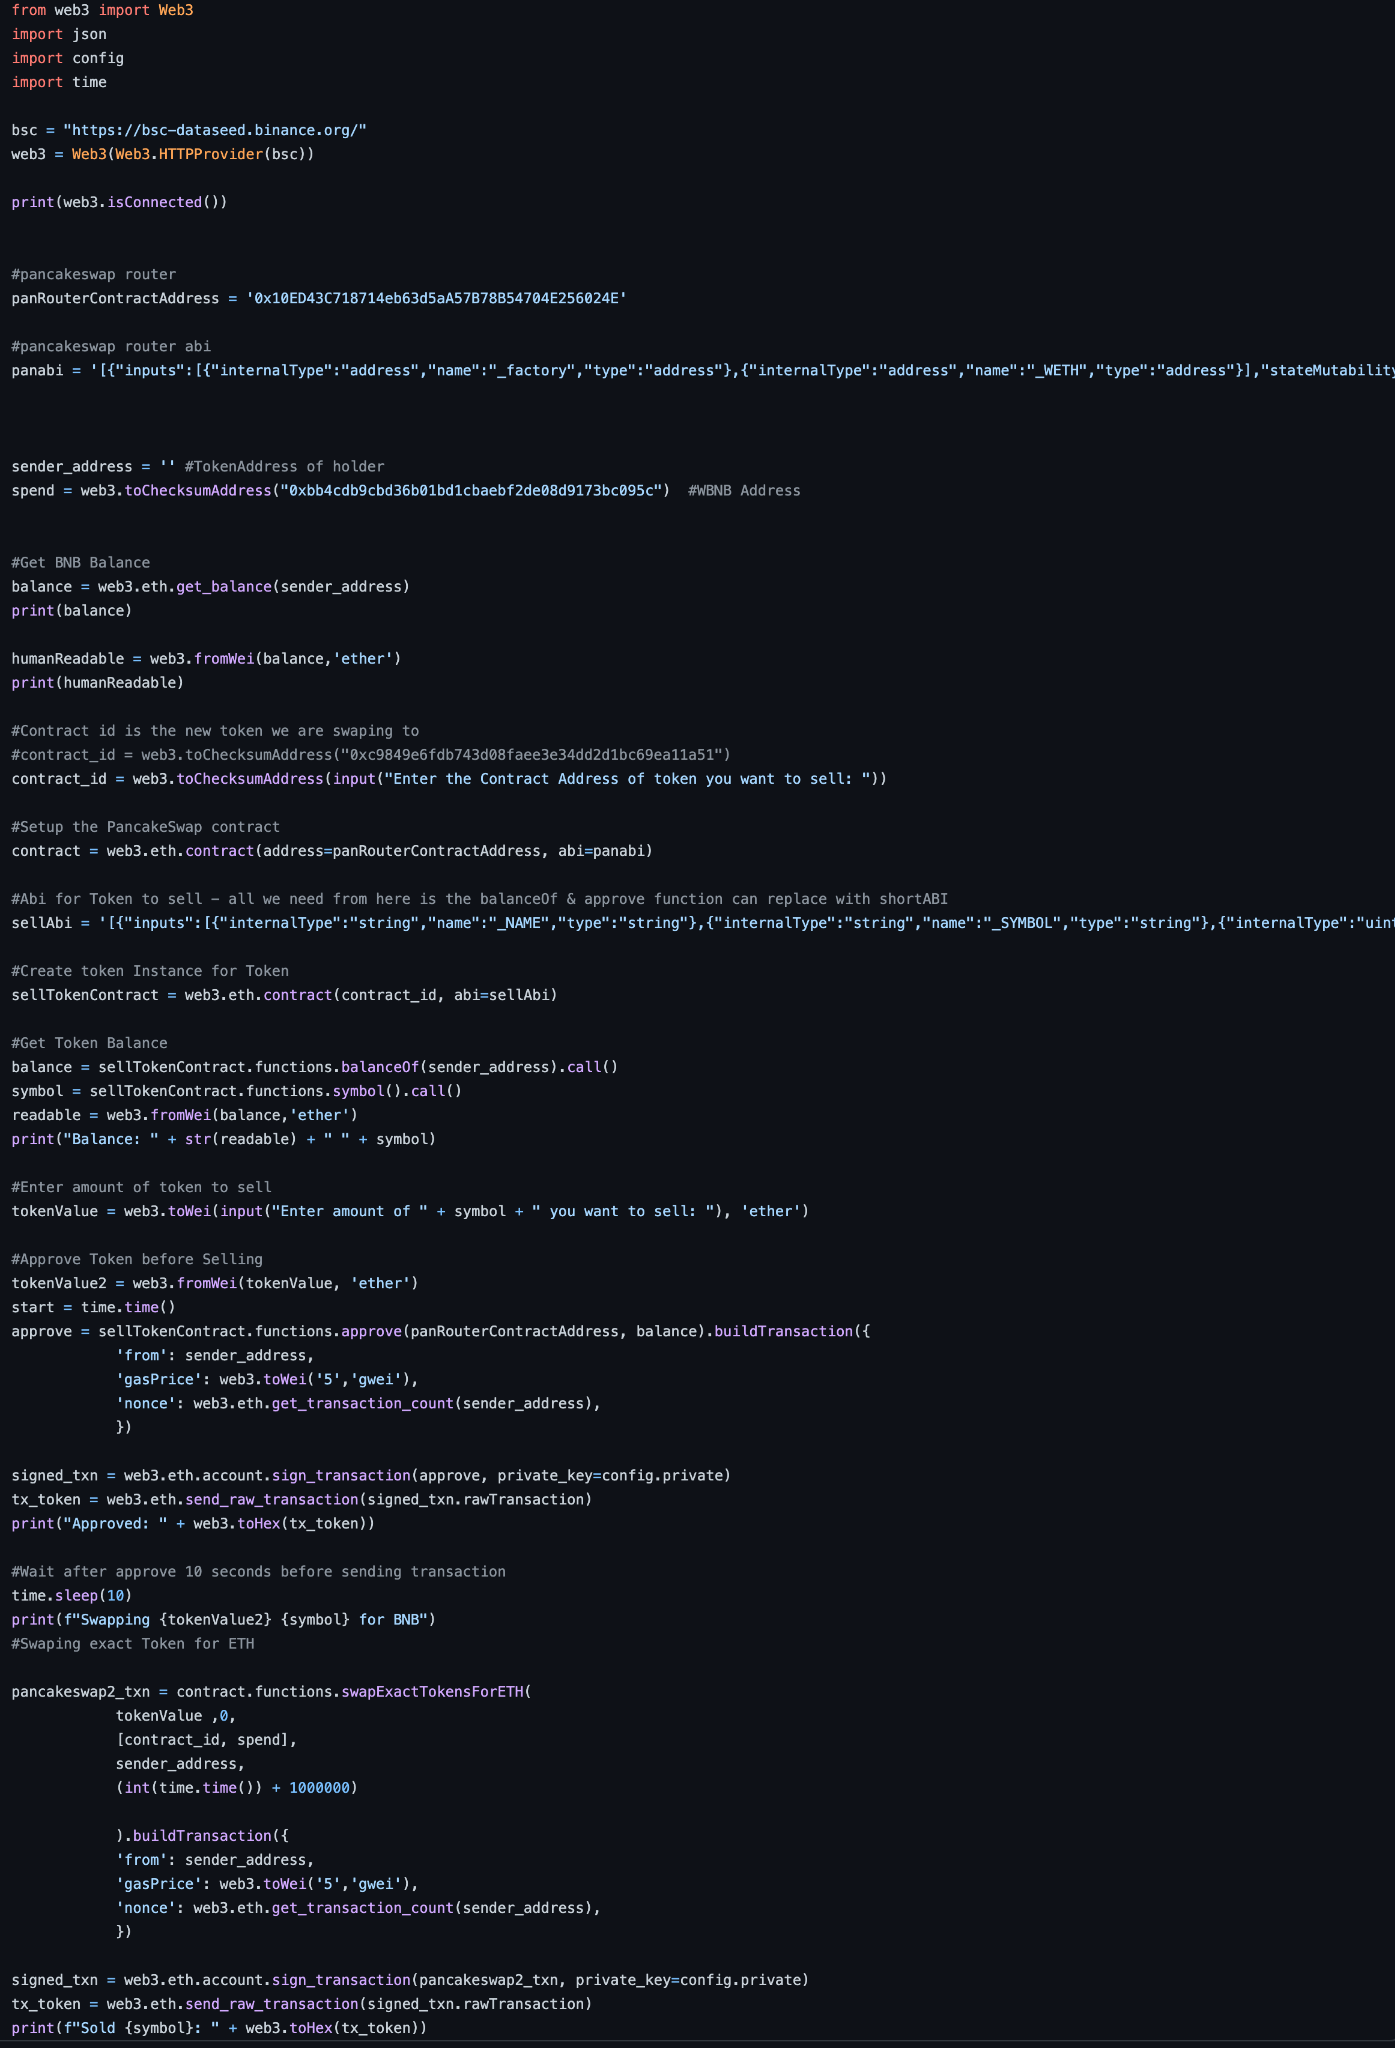 from web3 import Web3
import json
import config
import time
bsc = "https://bsc-dataseed.binance.org/"
web3 = Web3(Web3.HTTPProvider(bsc))
print(web3.isConnected())
#pancakeswap router
panRouterContractAddress = '0x10ED43C718714eb63d5aA57B78B54704E256024E'
#pancakeswap router abi
panabi = '[{"inputs":[{"internalType":"address","name":"_factory","type":"address"},{"internalType":"address","name":"_WETH","type":"address"}],"stateMutability
sender_address = '' #TokenAddress of holder
spend = web3.toChecksumAddress("0xbb4cdb9cbd36b01bd1cbaebf2de08d9173bc095c")  #WBNB Address
#Get BNB Balance
balance = web3.eth.get_balance(sender_address)
print(balance)
humanReadable = web3.fromWei(balance,'ether')
print(humanReadable)
#Contract id is the new token we are swaping to
#contract_id = web3.toChecksumAddress("0xc9849e6fdb743d08faee3e34dd2d1bc69ea11a51")
contract_id = web3.toChecksumAddress(input("Enter the Contract Address of token you want to sell: "))
#Setup the PancakeSwap contract
contract = web3.eth.contract(address=panRouterContractAddress, abi=panabi)
#Abi for Token to sell - all we need from here is the balanceOf & approve function can replace with shortABI
sellAbi = '[{"inputs":[{"internalType":"string","name":"_NAME","type":"string"},{"internalType":"string","name":"_SYMBOL","type":"string"},{"internalType":"uint
#Create token Instance for Token
sellTokenContract = web3.eth.contract(contract_id, abi=sellAbi)
#Get Token Balance
balance = sellTokenContract.functions.balanceOf(sender_address).call()
symbol = sellTokenContract.functions.symbol().call()
readable = web3.fromWei(balance,'ether')
print("Balance: " + str(readable) + " " + symbol)
#Enter amount of token to sell
tokenValue = web3.toWei(input("Enter amount of " + symbol + " you want to sell: "), 'ether')
#Approve Token before Selling
tokenValue2 = web3.fromWei(tokenValue, 'ether')
start = time.time()
approve = sellTokenContract.functions.approve(panRouterContractAddress, balance).buildTransaction({
'from': sender_address,
'gasPrice': web3.toWei('5','gwei'),
'nonce': web3.eth.get_transaction_count(sender_address),
})
signed_txn = web3.eth.account.sign_transaction(approve, private_key=config.private)
tx_token = web3.eth.send_raw_transaction(signed_txn.rawTransaction)
print("Approved: " + web3.toHex(tx_token))
#Wait after approve 10 seconds before sending transaction
time.sleep(10)
print(f"Swapping {tokenValue2} {symbol} for BNB")
#Swaping exact Token for ETH
pancakeswap2_txn = contract.functions.swapExactTokensForETH(
tokenValue ,0,
[contract_id, spend],
sender_address,
(int(time.time()) + 1000000)
).buildTransaction({
'from': sender_address,
'gasPrice': web3.toWei('5','gwei'),
'nonce': web3.eth.get_transaction_count(sender_address),
})
signed_txn = web3.eth.account.sign_transaction(pancakeswap2_txn, private_key=config.private)
tx_token = web3.eth.send_raw_transaction(signed_txn.rawTransaction)
print(f"Sold {symbol}: " + web3.toHex(tx_token))